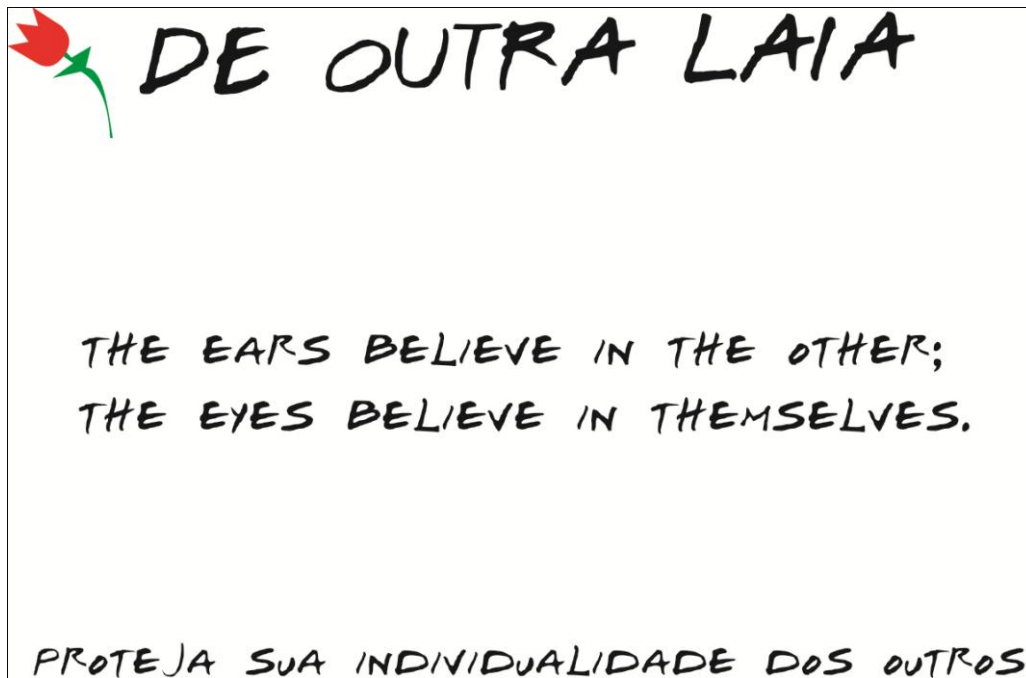 DE OUTRA LAIA
THE EARS BELIEVE IN THE OTHER;
THE EYES BELIEVE IN THEMSELVES.
PROTEJA SUA INDIVIDUALIDADE DOS OUTROS